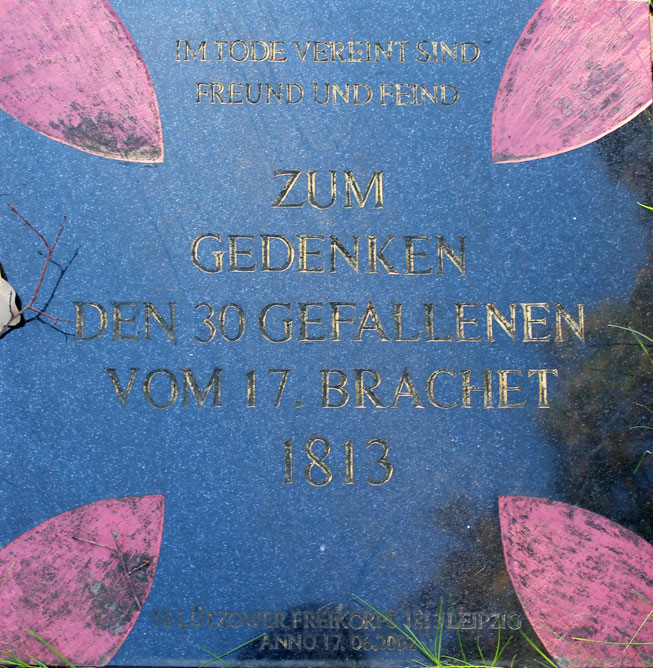 IM TODE VEREINT SIND
FREUND UND FEIND
ZUM
GEDENKEN
DEN 30 GEFALLENEN
VOM 17. BRACHET
1813
LÜTZOWER FREIKORPS 1813 LEIPZIG
ANNO 17.06.2002